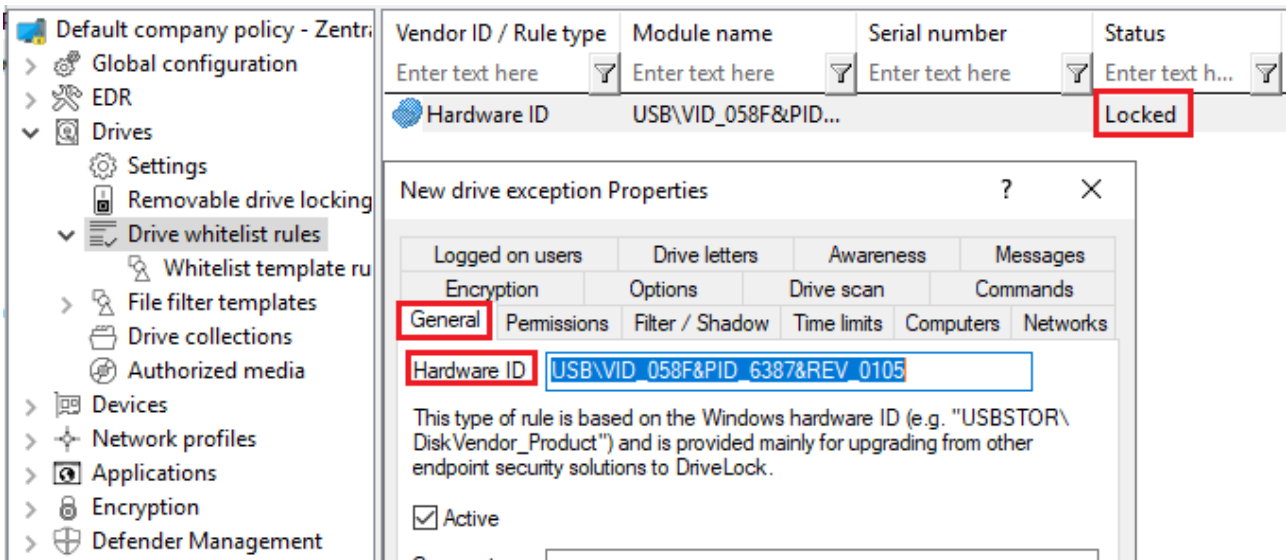 Default company policy - Zentra
Global configuration
EDR
Drives
Settings
Removable drive locking
Drive whitelist rules
Whitelist template ru
File filter templates
Drive collections
Authorized media
Devices
Network profiles
Applications
Encryption
Defender Management
Vendor ID / Rule type Module name Serial number Status
Enter text here Enter text here Enter text here Enter text h...
Hardware ID USB\VID_058F&PID... Locked
New drive exception Properties ? X
Logged on users Drive letters Awareness Messages
Encryption Options Drive scan Commands
General Permissions Filter / Shadow Time limits Computers Networks
Hardware ID USB\VID_058F&PID_6387&REV_0105
This type of rule is based on the Windows hardware ID (e.g. "USBSTOR\
DiskVendor_Product") and is provided mainly for upgrading from other
endpoint security solutions to DriveLock.
Active